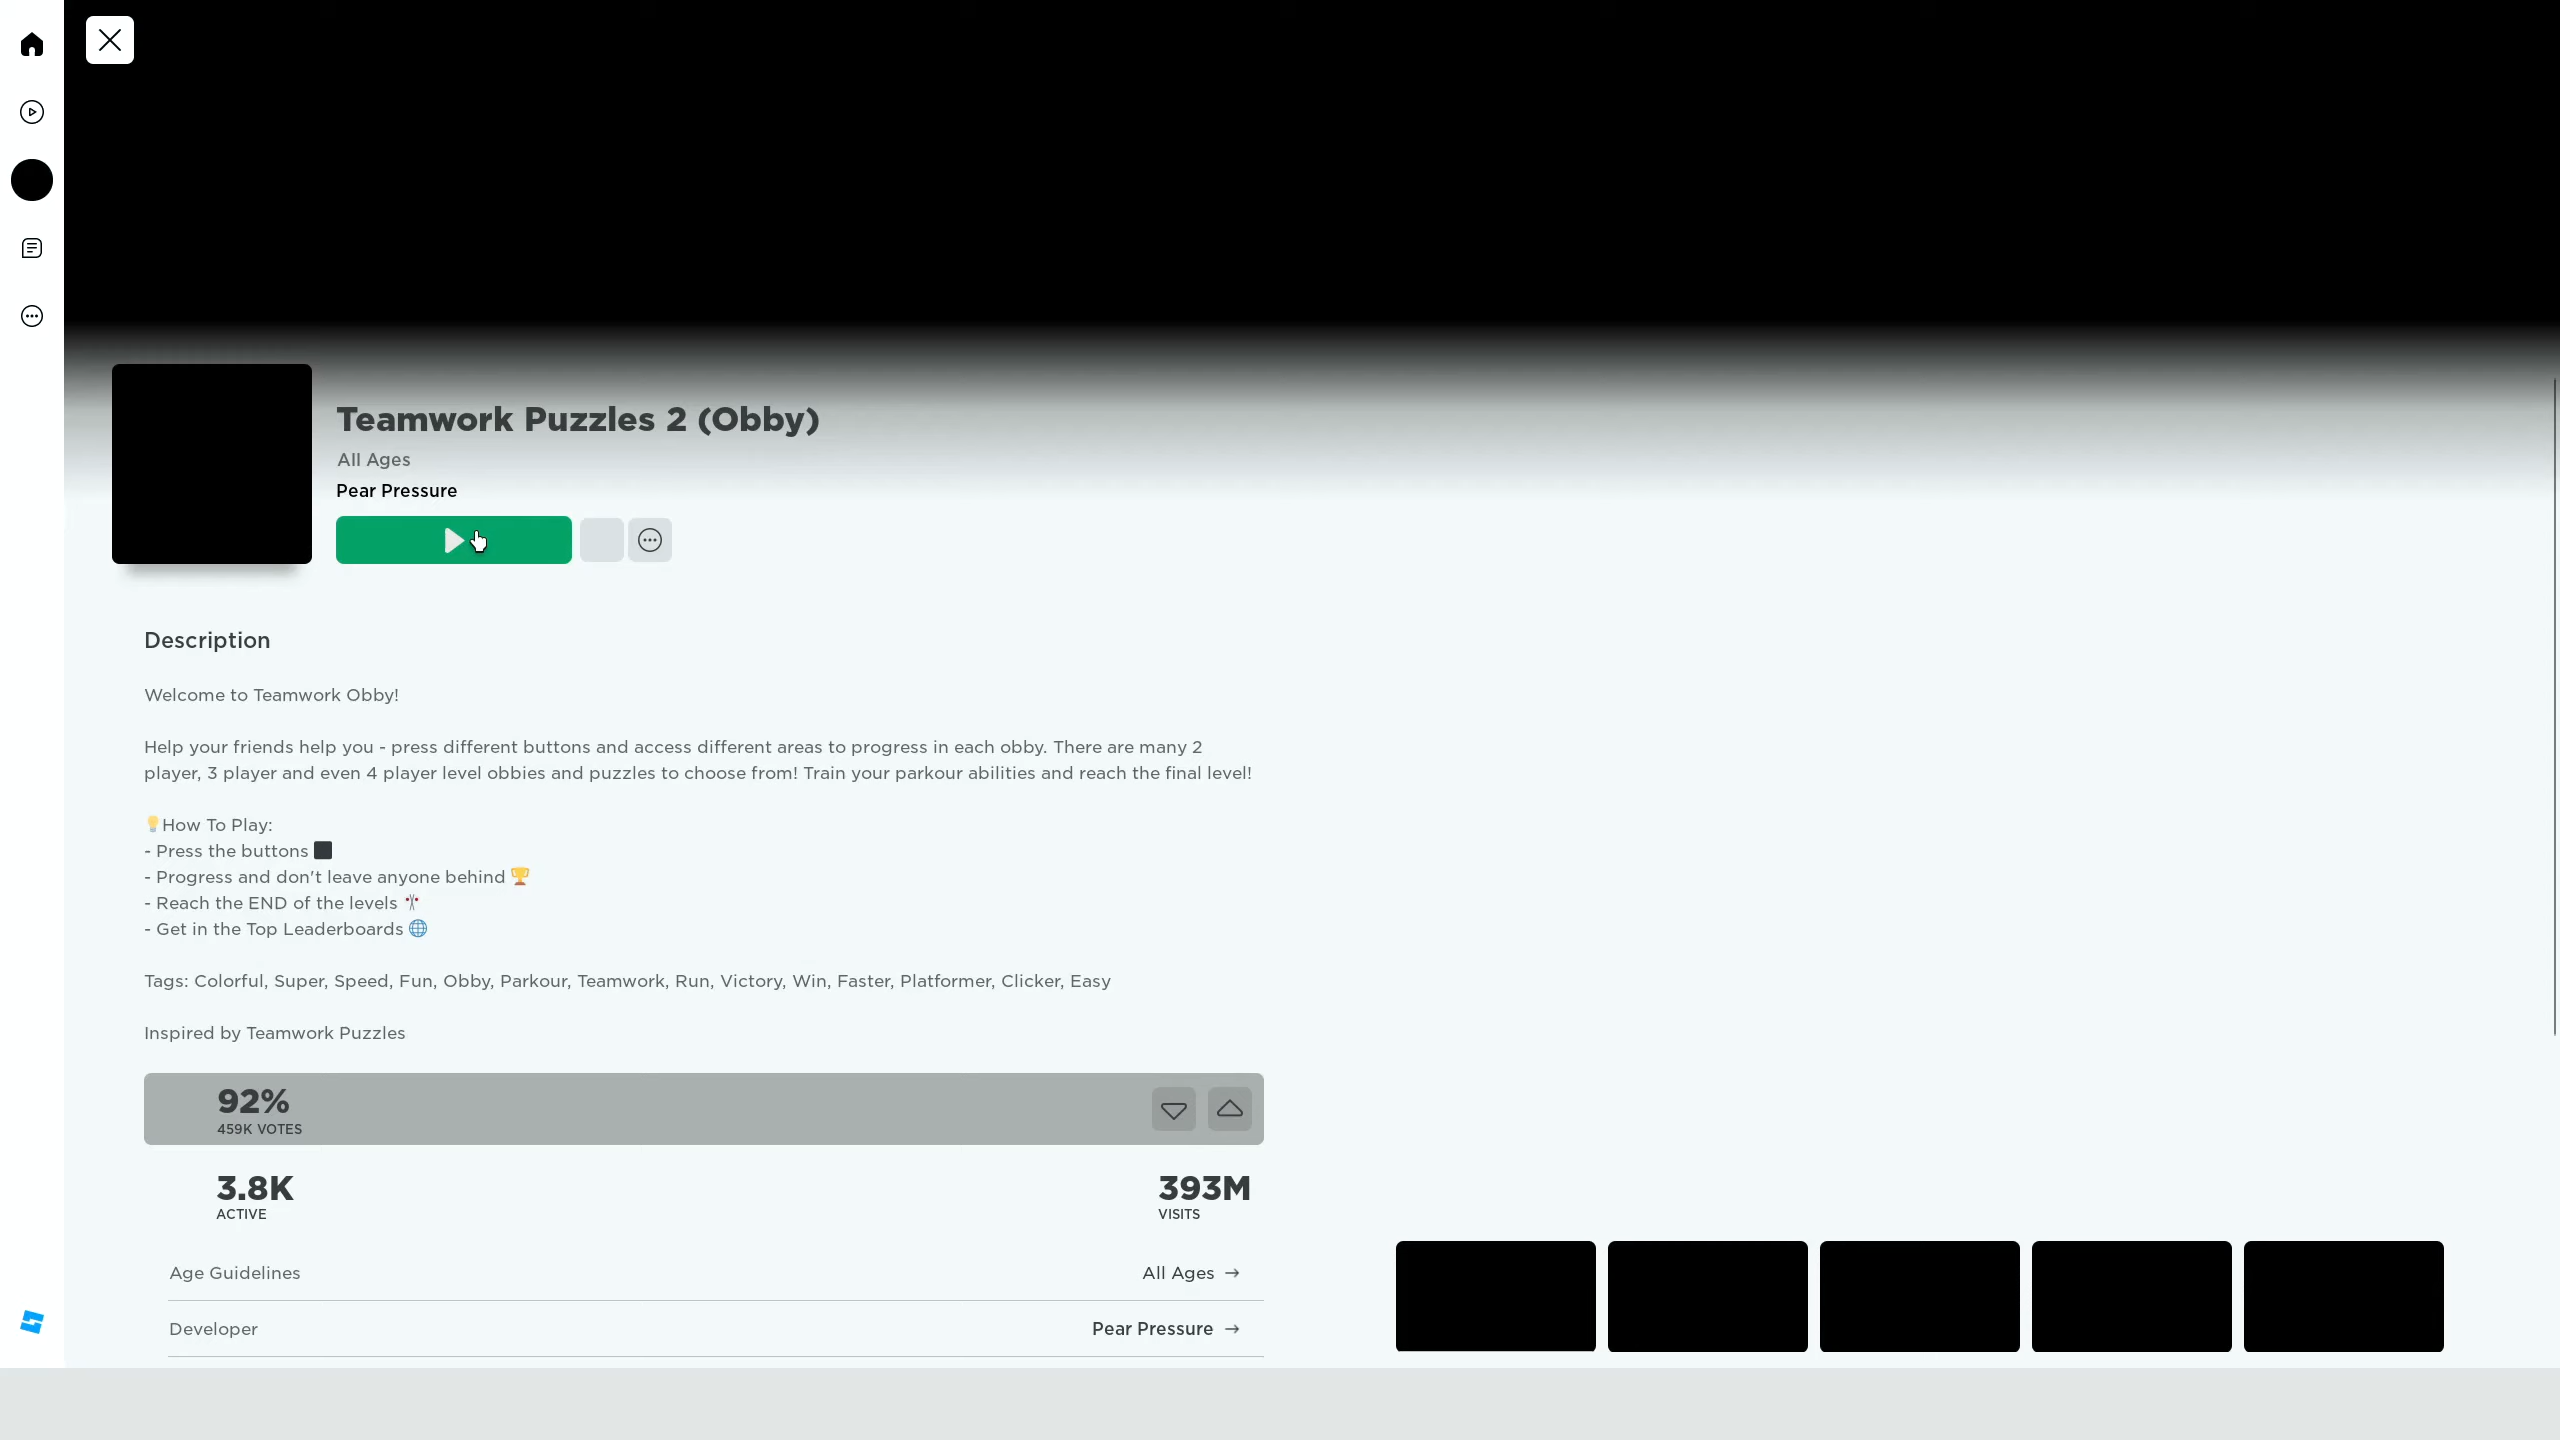 Teamwork Puzzles 2 (Obby)
All Ages
Pear Pressure
Description
Welcome to Teamwork Obby!
Help your friends help you - press different buttons and access different areas to progress in each obby. There are many 2
player, 3 player and even 4 player level obbies and puzzles to choose from! Train your parkour abilities and reach the final level!
💡How To Play:
- Press the buttons ⬛
- Progress and don't leave anyone behind 🏆
- Reach the END of the levels 🎌
- Get in the Top Leaderboards 🌐
Tags: Colorful, Super, Speed, Fun, Obby, Parkour, Teamwork, Run, Victory, Win, Faster, Platformer, Clicker, Easy
Inspired by Teamwork Puzzles
92%
459K VOTES
3.8K
ACTIVE
393M
VISITS
Age Guidelines
All Ages →
Developer
Pear Pressure →